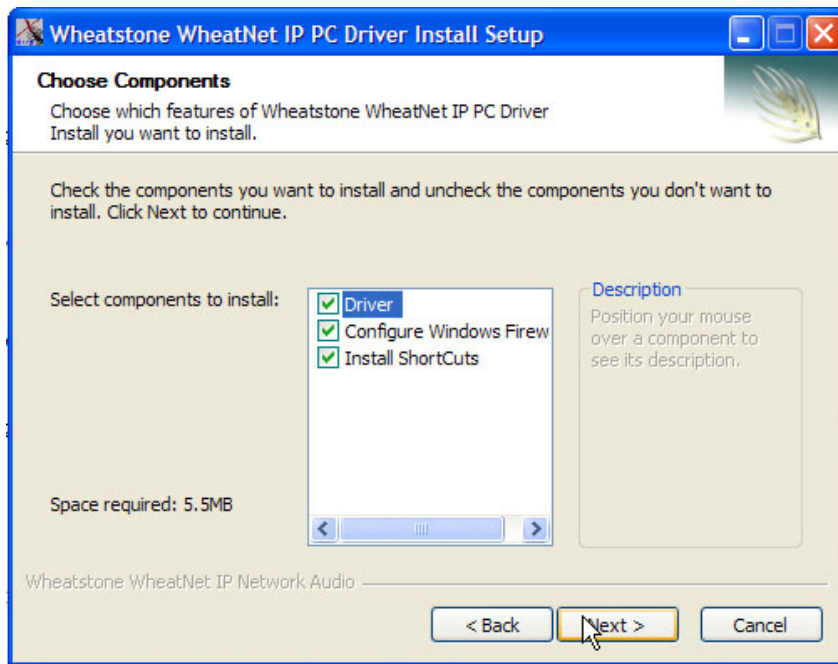 Wheatstone WheatNet IP PC Driver Install Setup
Choose Components
Choose which features of Wheatstone WheatNet IP PC Driver
Install you want to install.
Check the components you want to install and uncheck the components you don't want to
install. Click Next to continue.
Select components to install:
Driver
Configure Windows Firew
Install ShortCuts
Description
Position your mouse
over a component to
see its description.
Space required: 5.5MB
Wheatstone WheatNet IP Network Audio
< Back
Next >
Cancel